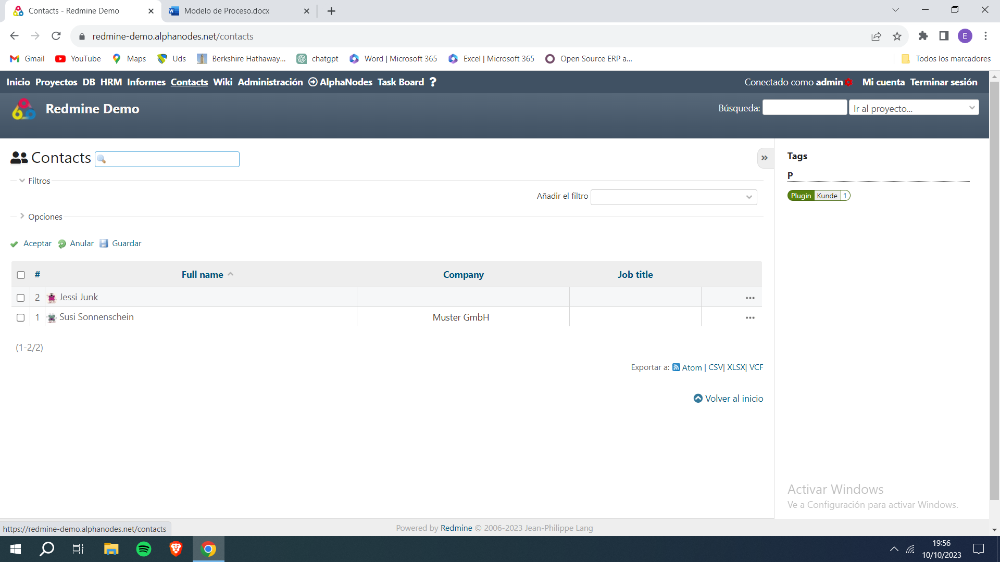 Contacts - Redmine Demo
Modelo de Proceso.docx
redmine-demo.alphanodes.net/contacts
E
Gmail
YouTube
Maps
Uds
Berkshire Hathaway...
chatgpt
Word | Microsoft 365
Excel | Microsoft 365
Open Source ERP a...
Todos los marcadores
Inicio Proyectos DB HRM Informes Contacts Wiki Administración AlphaNodes Task Board ?
Conectado como admin Mi cuenta Terminar sesión
Redmine Demo
Búsqueda:
Ir al proyecto...
Contacts
»
Filtros
Añadir el filtro
Opciones
Aceptar Anular Guardar
# Full name Company Job title
2 Jessi Junk
1 Susi Sonnenschein Muster GmbH
(1-2/2)
Exportar a: Atom | CSV| XLSX| VCF
Volver al inicio
Tags
P
Plugin Kunde 1
Activar Windows
Ve a Configuración para activar Windows.
https://redmine-demo.alphanodes.net/contacts
Powered by Redmine © 2006-2023 Jean-Philippe Lang
19:56
10/10/2023